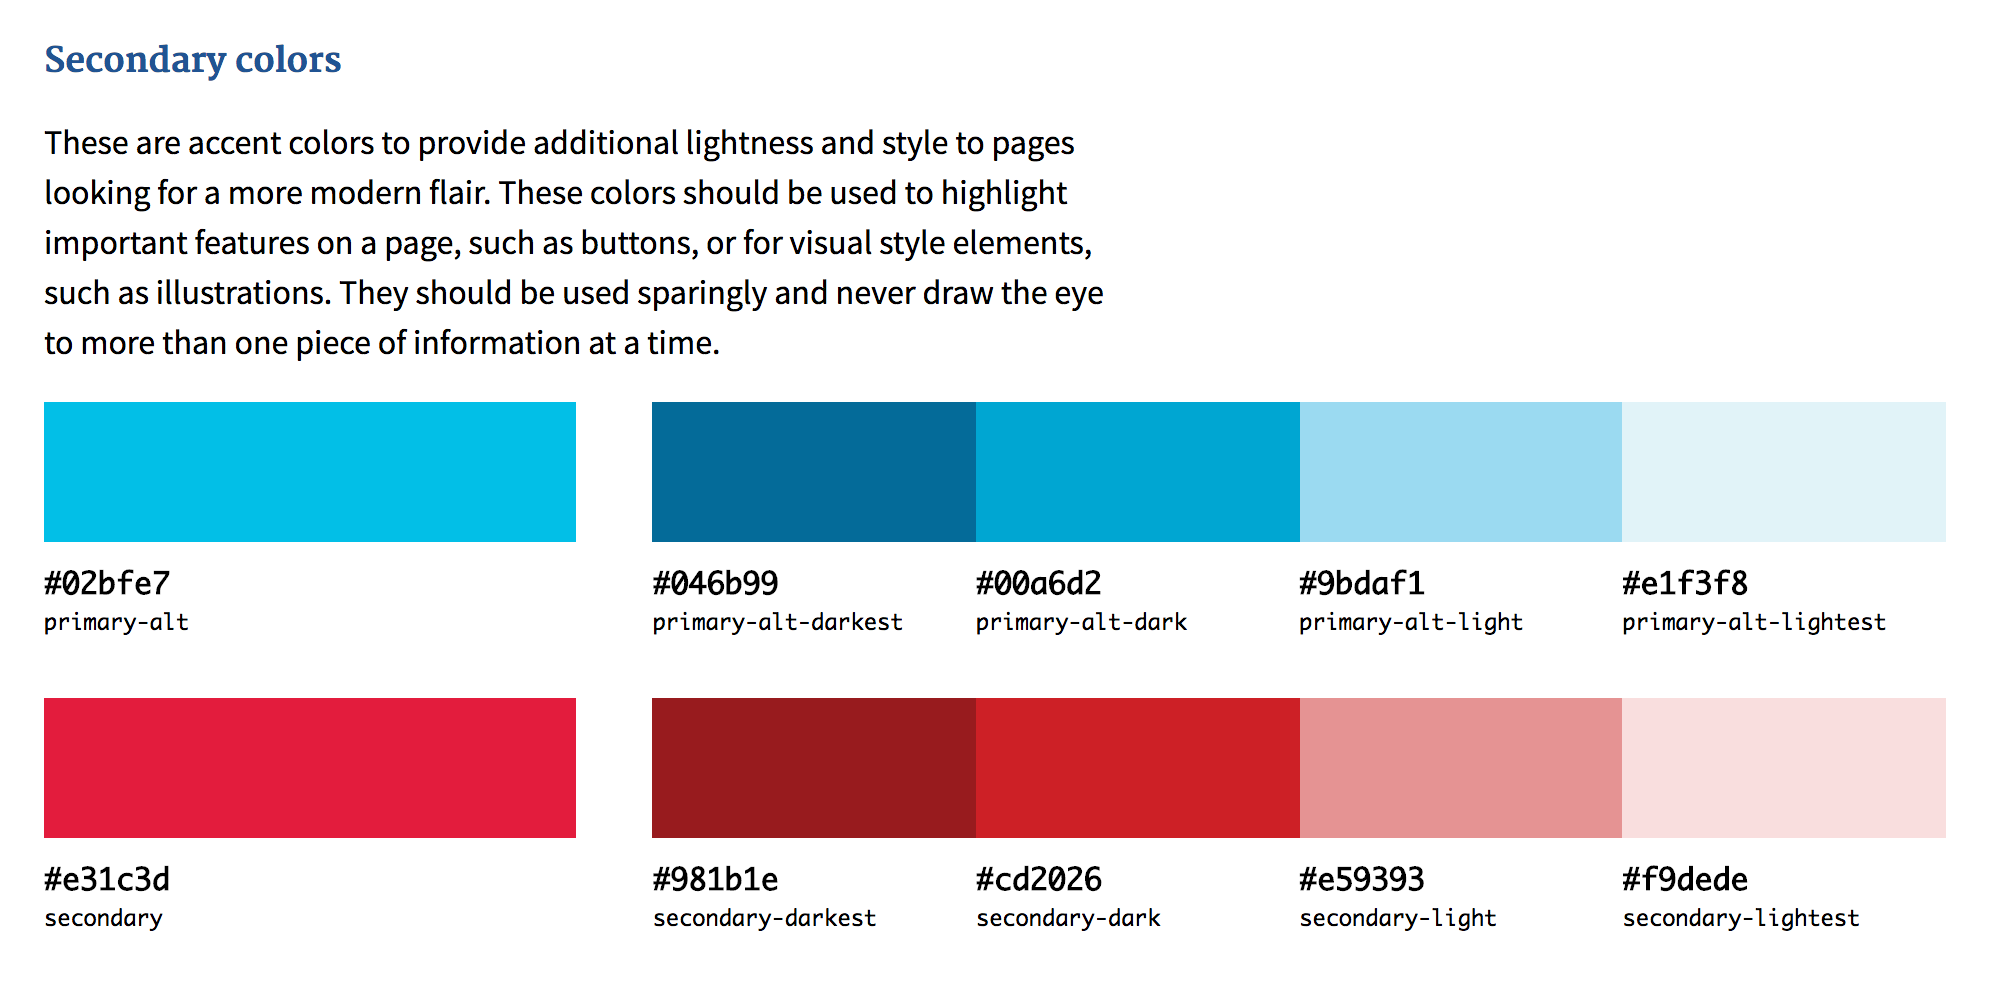 Secondary colors
These are accent colors to provide additional lightness and style to pages
looking for a more modern flair. These colors should be used to highlight
important features on a page, such as buttons, or for visual style elements,
such as illustrations. They should be used sparingly and never draw the eye
to more than one piece of information at a time.
#02bfe7
primary-alt
#046b99
primary-alt-darkest
#00a6d2
primary-alt-dark
#9bdaf1
primary-alt-light
#e1f3f8
primary-alt-lightest
#e31c3d
secondary
#981b1e
secondary-darkest
#cd2026
secondary-dark
#e59393
secondary-light
#f9dede
secondary-lightest